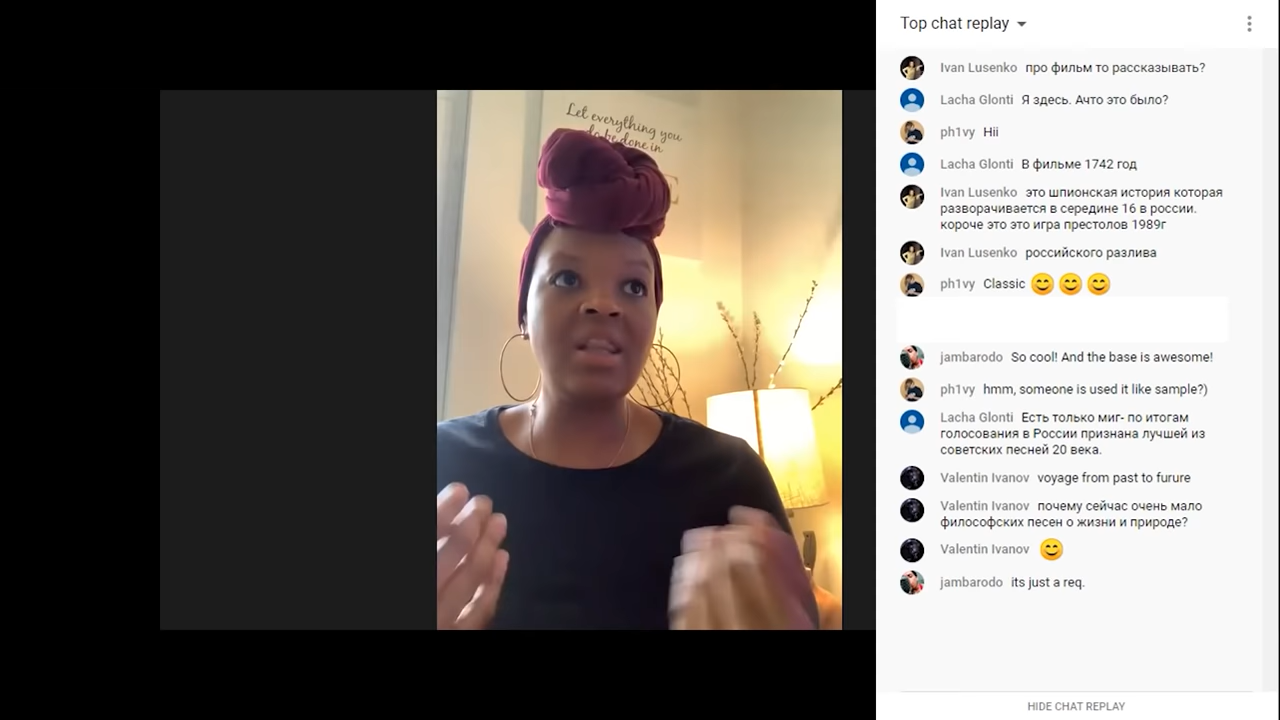 Let everything you
do be done in
Top chat replay
Ivan Lusenko про фильм то рассказывать?
Lacha Glonti Я здесь. Ачто это было?
ph1vy Hii
Lacha Glonti В фильме 1742 год
Ivan Lusenko это шпионская история которая
разворачивается в середине 16 в россии.
короче это это игра престолов 1989г
Ivan Lusenko российского разлива
ph1vy Classic 😊😊😊
jambarodo So cool! And the base is awesome!
ph1vy hmm, someone is used it like sample?)
Lacha Glonti Есть только миг- по итогам
голосования в России признана лучшей из
советских песней 20 века.
Valentin Ivanov voyage from past to furure
Valentin Ivanov почему сейчас очень мало
философских песен о жизни и природе?
Valentin Ivanov 😊
jambarodo its just a req.
HIDE CHAT REPLAY